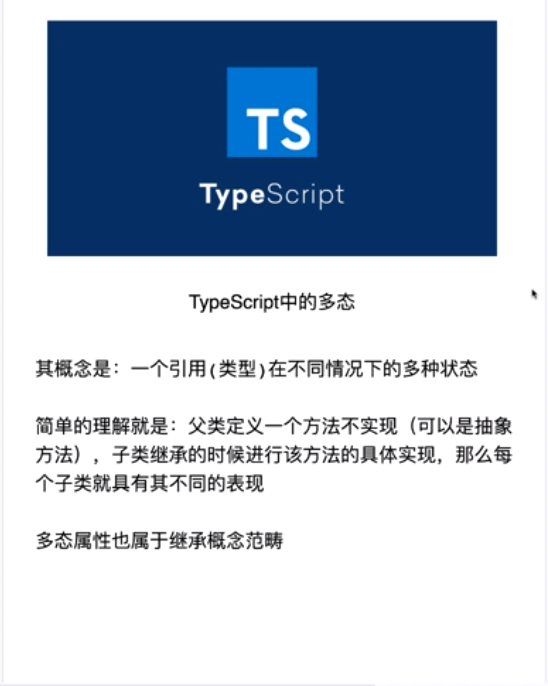 TS
TypeScript
TypeScript中的多态
其概念是：一个引用(类型)在不同情况下的多种状态
简单的理解就是：父类定义一个方法不实现（可以是抽象
方法），子类继承的时候进行该方法的具体实现，那么每
个子类就具有其不同的表现
多态属性也属于继承概念范畴